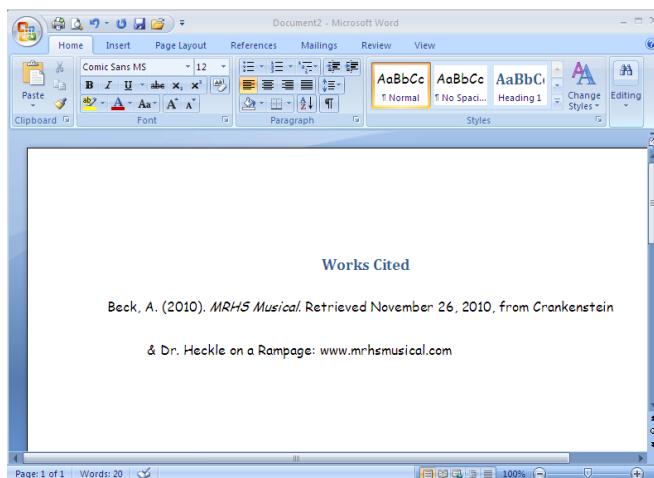 Document2 - Microsoft Word
Home Insert Page Layout References Mailings Review View
Paste
Comic Sans MS 12
B I U abe x, x²
Aa A A
AaBbCc AaBbCc AaBbC
¶ Normal ¶ No Spaci... Heading 1
Change Styles
Editing
Clipboard Font Paragraph Styles
Works Cited
Beck, A. (2010). MRHS Musical. Retrieved November 26, 2010, from Crankenstein
& Dr. Heckle on a Rampage: www.mrhsmusical.com
Page: 1 of 1 Words: 20 100%